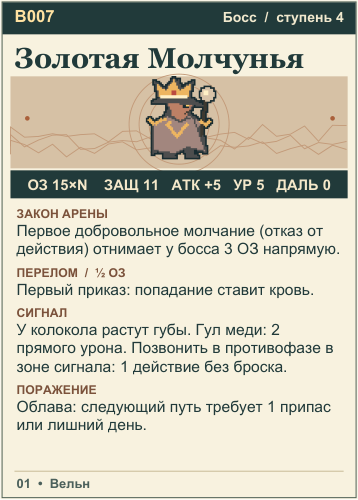 B007
Босс / ступень 4
Золотая Молчунья
ОЗ 15×N ЗАЩ 11 АТК +5 УР 5 ДАЛЬ 0
ЗАКОН АРЕНЫ
Первое добровольное молчание (отказ от
действия) отнимает у босса 3 ОЗ напрямую.
ПЕРЕЛОМ / ½ ОЗ
Первый приказ: попадание ставит кровь.
СИГНАЛ
У колокола растут губы. Гул меди: 2
прямого урона. Позвонить в противофазе в
зоне сигнала: 1 действие без броска.
ПОРАЖЕНИЕ
Облава: следующий путь требует 1 припас
или лишний день.
01 • Вельн